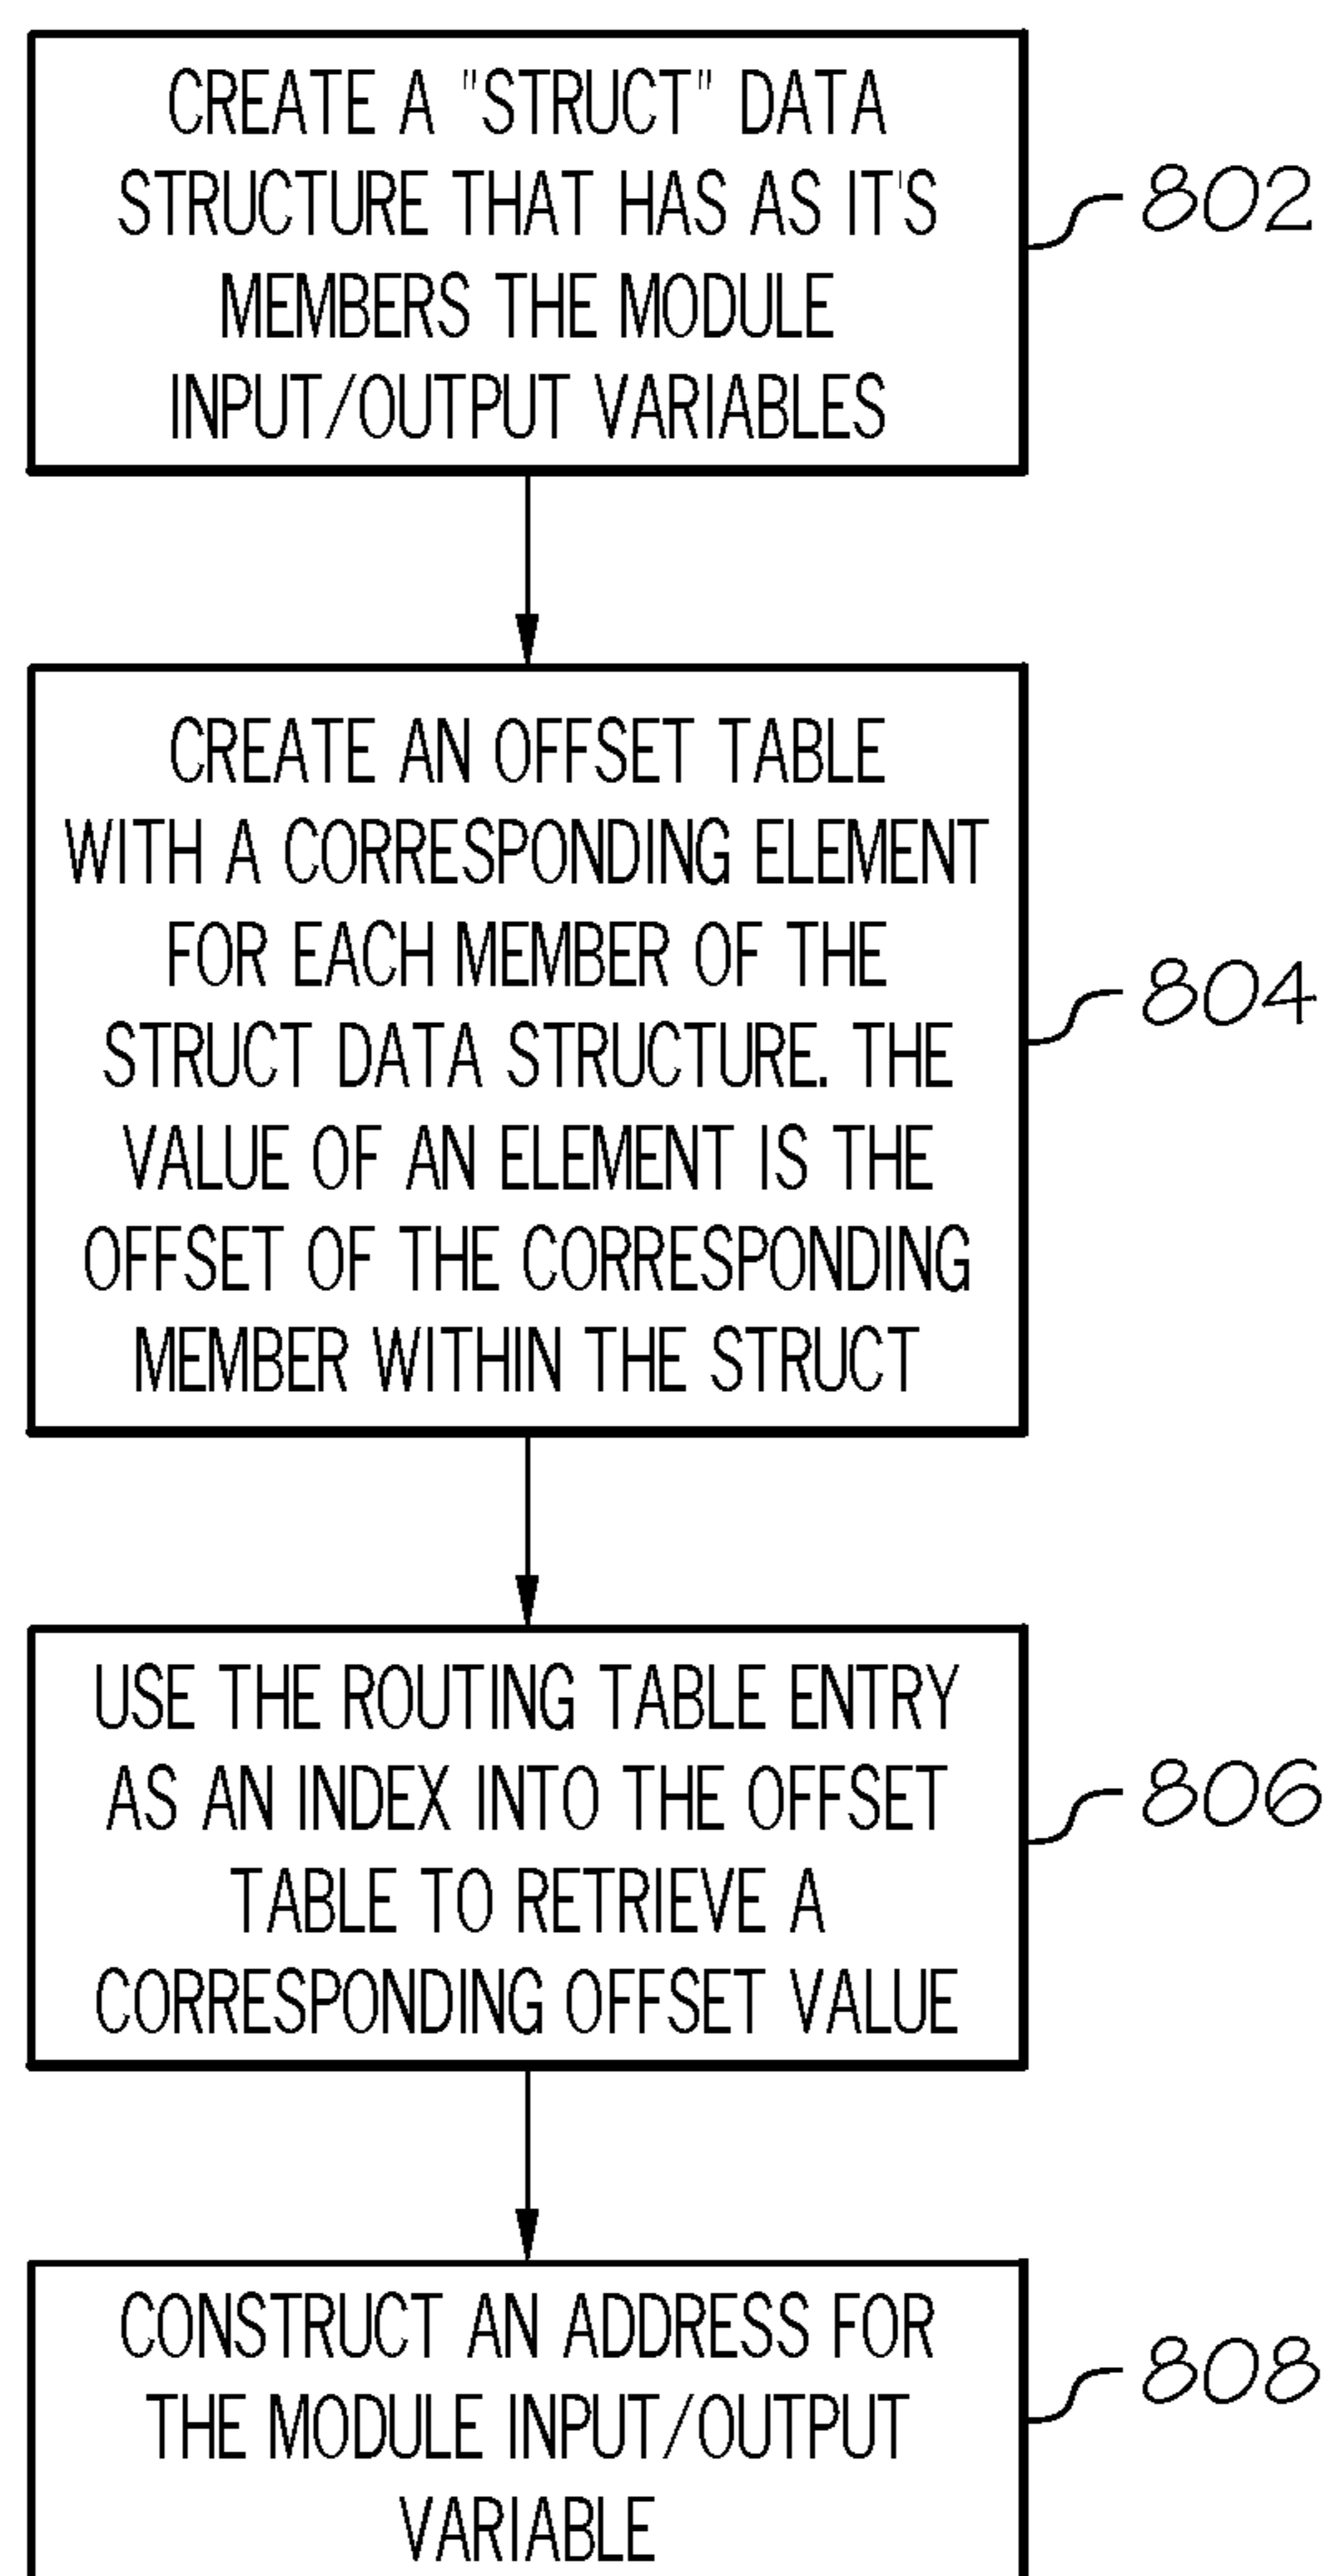 CREATE A "STRUCT" DATA
STRUCTURE THAT HAS AS IT'S
MEMBERS THE MODULE
INPUT/OUTPUT VARIABLES
802
CREATE AN OFFSET TABLE
WITH A CORRESPONDING ELEMENT
FOR EACH MEMBER OF THE
STRUCT DATA STRUCTURE. THE
VALUE OF AN ELEMENT IS THE
OFFSET OF THE CORRESPONDING
MEMBER WITHIN THE STRUCT
804
USE THE ROUTING TABLE ENTRY
AS AN INDEX INTO THE OFFSET
TABLE TO RETRIEVE A
CORRESPONDING OFFSET VALUE
806
CONSTRUCT AN ADDRESS FOR
THE MODULE INPUT/OUTPUT
VARIABLE
808